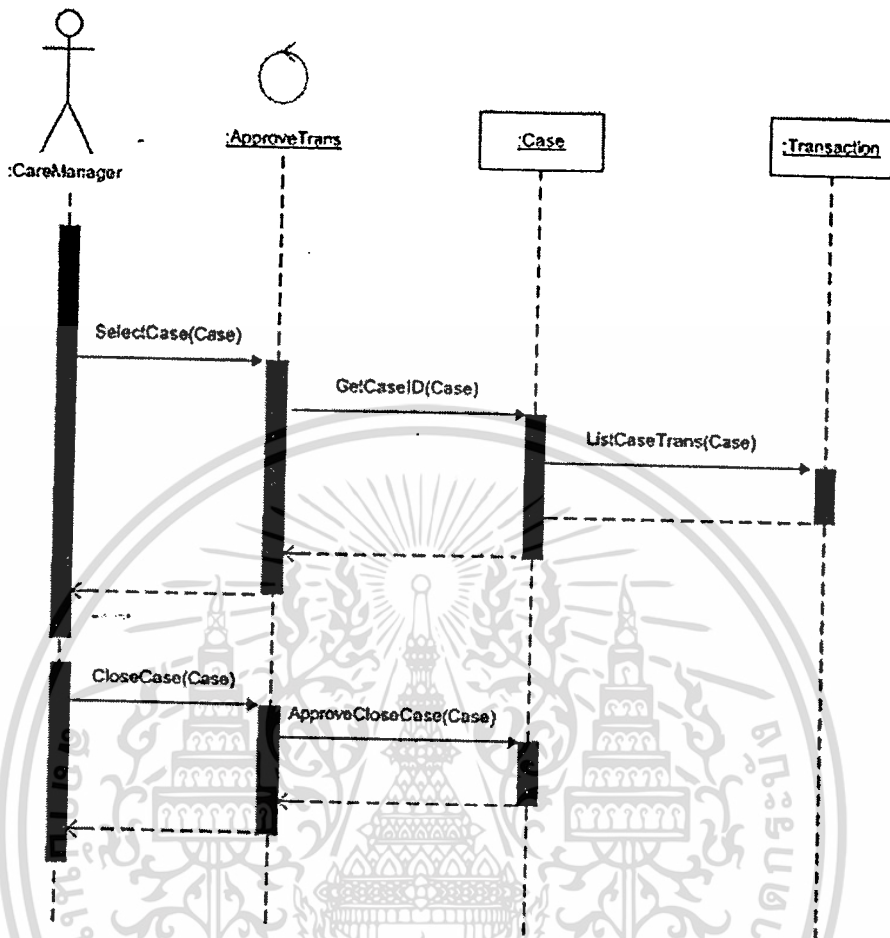 :CareManager
:ApproveTrans
:Case
:Transaction
SelectCase(Case)
GetCaseID(Case)
ListCaseTrans(Case)
CloseCase(Case)
ApproveCloseCase(Case)